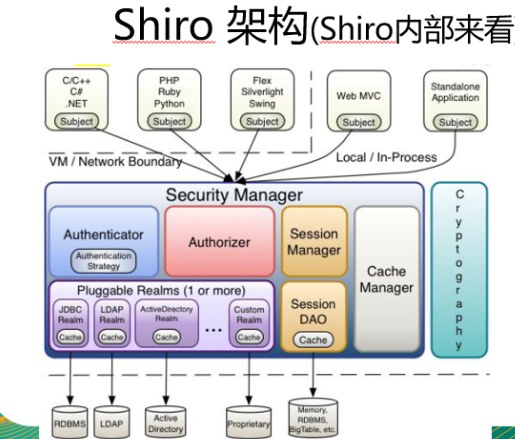 Shiro 架构(Shiro内部来看
C/C++
C#
.NET
Subject
PHP
Ruby
Python
Subject
Flex
Silverlight
Swing
Subject
Web MVC
Subject
Standalone
Application
Subject
VM / Network Boundary
Local / In-Process
Security Manager
Authenticator
Authentication
Strategy
Authorizer
Session
Manager
Cache
Manager
Cryptography
Pluggable Realms (1 or more)
JDBC
Realm
Cache
LDAP
Realm
Cache
ActiveDirectory
Realm
Cache
...
Custom
Realm
Cache
Session
DAO
Cache
RDBMS
LDAP
Active
Directory
Proprietary
Memory,
RDBMS,
BigTable, etc.